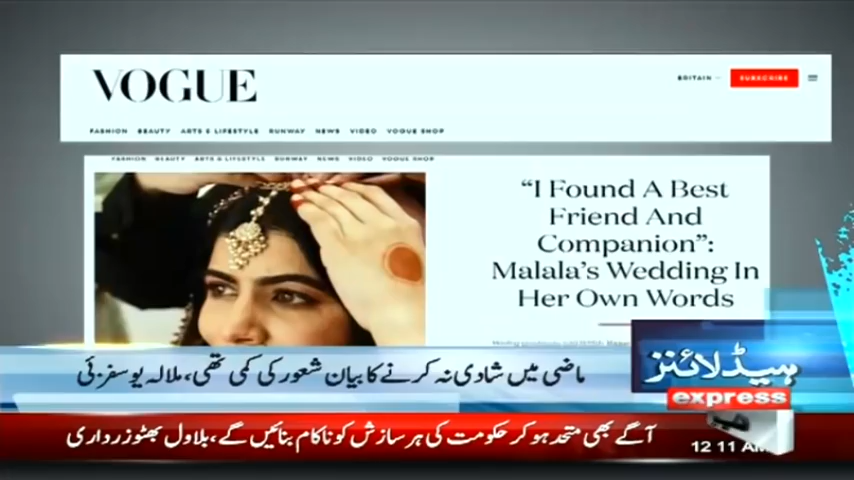 VOGUE
BRITAIN
SUBSCRIBE
FASHION BEAUTY ARTS & LIFESTYLE RUNWAY NEWS VIDEO VOGUE SHOP
FASHION BEAUTY ARTS & LIFESTYLE RUNWAY NEWS VIDEO VOGUE SHOP
“I Found A Best
Friend And
Companion”:
Malala’s Wedding In
Her Own Words
ماضی میں شادی نہ کرنے کا بیان شعور کی کمی تھی، ملالہ یوسفزئی
ہیڈلائنز
express
آگے بھی متحد ہو کر حکومت کی ہر سازش کو ناکام بنائیں گے، بلاول بھٹو زرداری
12 11 AM